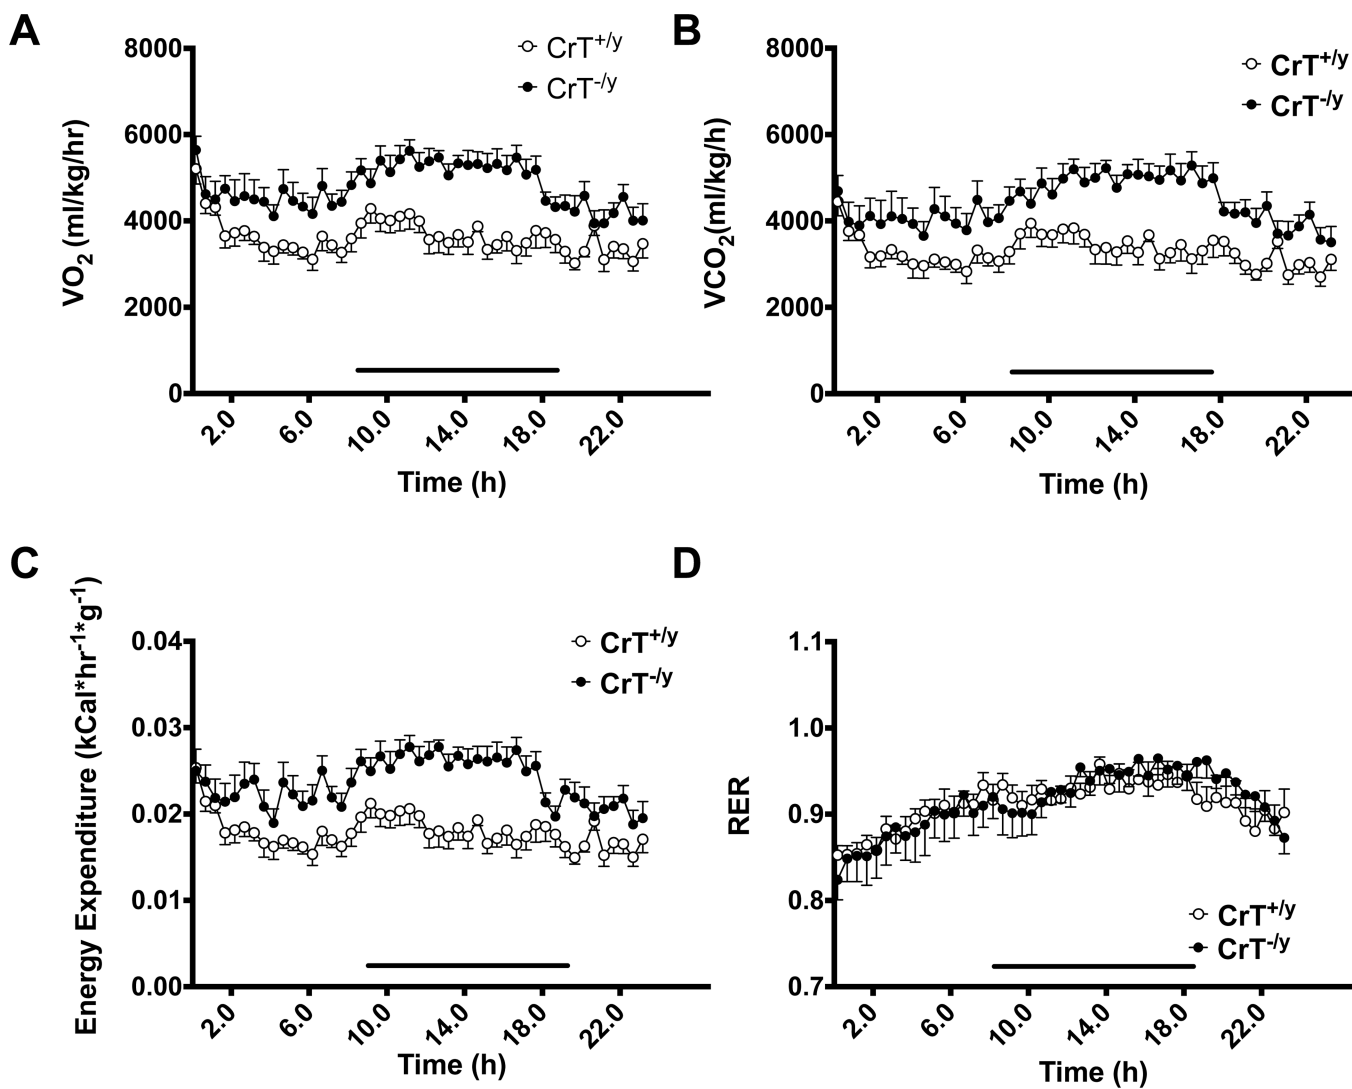 A
VO2 (ml/kg/hr)
8000
6000
4000
2000
0
CrT+/y
CrT-/y
2.0 6.0 10.0 14.0 18.0 22.0
Time (h)
B
VCO2(ml/kg/h)
8000
6000
4000
2000
0
CrT+/y
CrT-/y
2.0 6.0 10.0 14.0 18.0 22.0
Time (h)
C
Energy Expenditure (kCal*hr-1*g-1)
0.04
0.03
0.02
0.01
0.00
CrT+/y
CrT-/y
2.0 6.0 10.0 14.0 18.0 22.0
Time (h)
D
RER
1.1
1.0
0.9
0.8
0.7
CrT+/y
CrT-/y
2.0 6.0 10.0 14.0 18.0 22.0
Time (h)